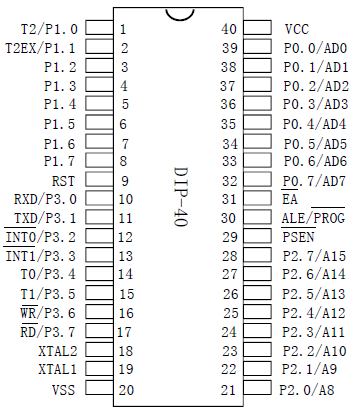 T2/P1.0 1 40 VCC
T2EX/P1.1 2 39 P0.0/AD0
P1.2 3 38 P0.1/AD1
P1.3 4 37 P0.2/AD2
P1.4 5 36 P0.3/AD3
P1.5 6 35 P0.4/AD4
P1.6 7 34 P0.5/AD5
P1.7 8 33 P0.6/AD6
RST 9 32 P0.7/AD7
RXD/P3.0 10 31 E̅A̅
TXD/P3.1 11 30 ALE/P̅R̅O̅G̅
I̅N̅T̅0̅/P3.2 12 29 P̅S̅E̅N̅
I̅N̅T̅1̅/P3.3 13 28 P2.7/A15
T0/P3.4 14 27 P2.6/A14
T1/P3.5 15 26 P2.5/A13
W̅R̅/P3.6 16 25 P2.4/A12
R̅D̅/P3.7 17 24 P2.3/A11
XTAL2 18 23 P2.2/A10
XTAL1 19 22 P2.1/A9
VSS 20 21 P2.0/A8
DIP-40